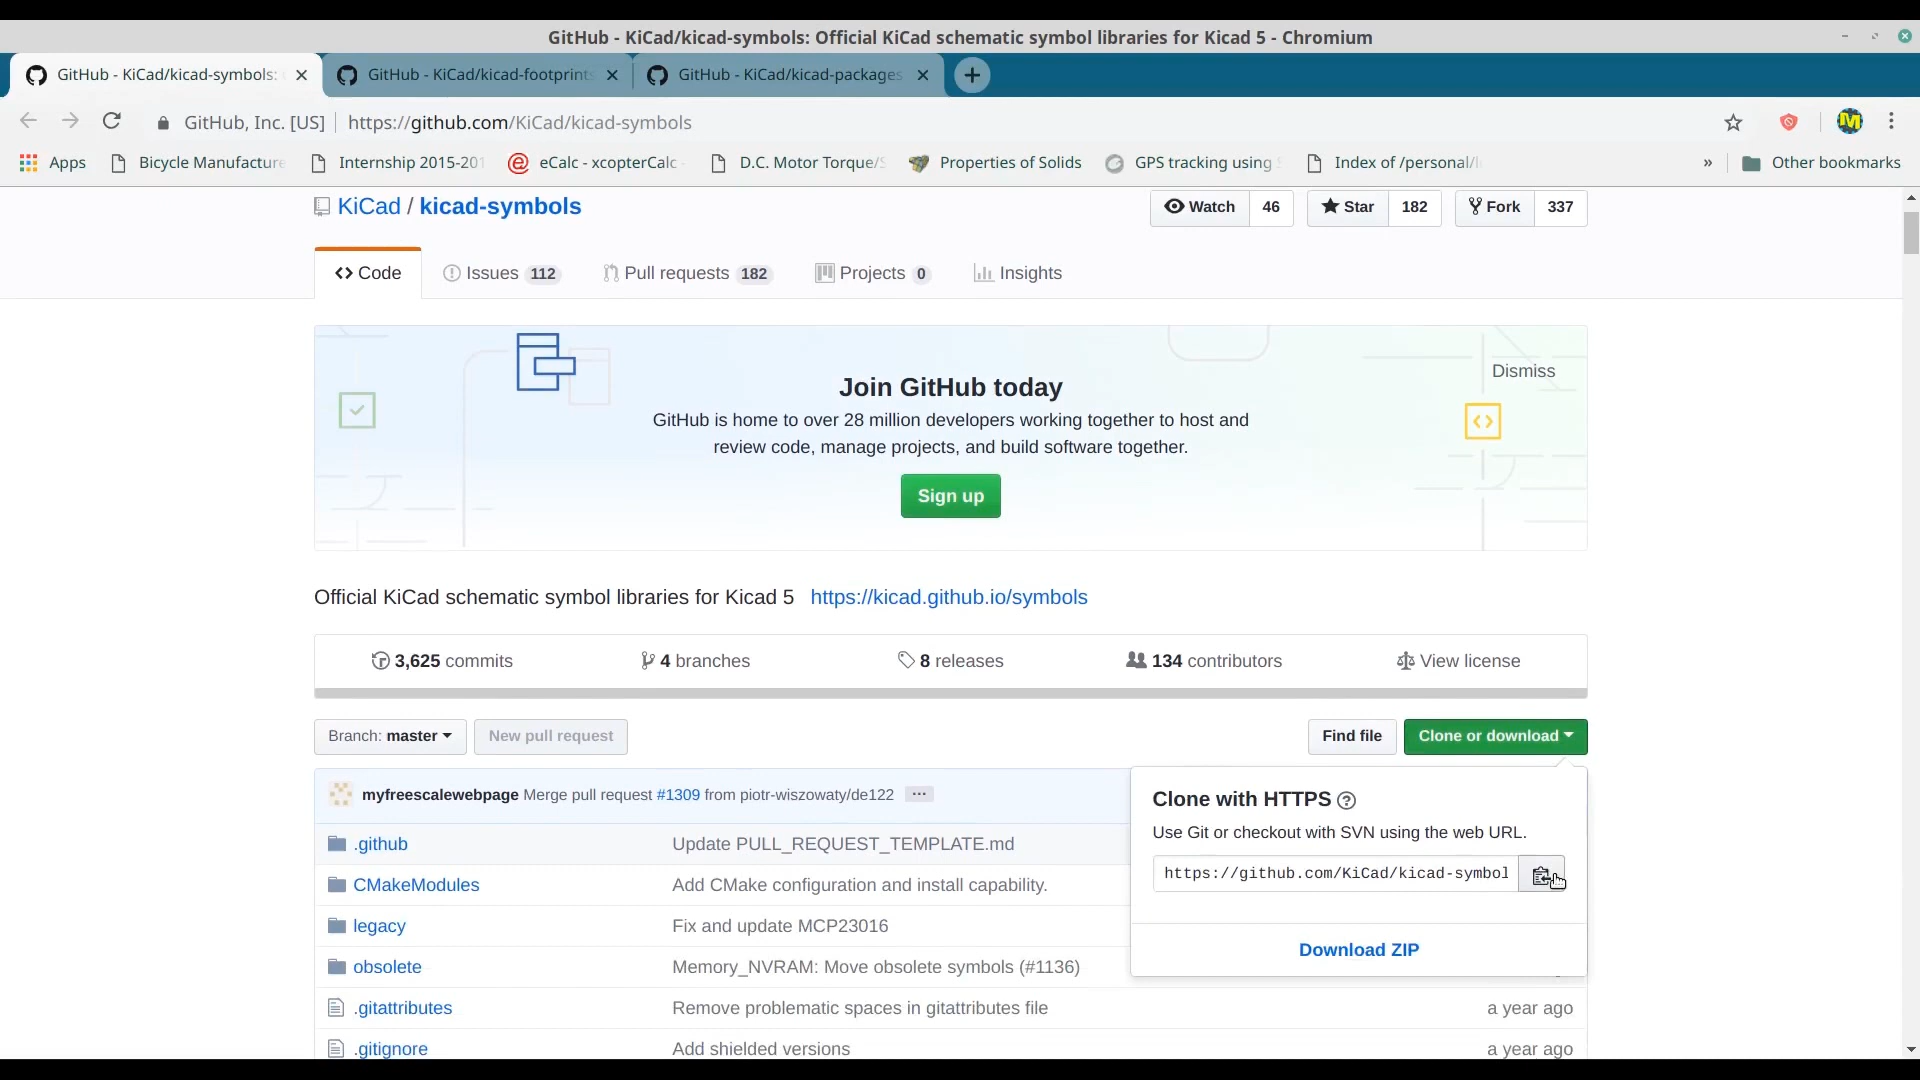 GitHub - KiCad/kicad-symbols: Official KiCad schematic symbol libraries for Kicad 5 - Chromium
GitHub - KiCad/kicad-symbols:
GitHub - KiCad/kicad-footprints
GitHub - KiCad/kicad-packages
GitHub, Inc. [US] https://github.com/KiCad/kicad-symbols
Apps Bicycle Manufacture Internship 2015-201 eCalc - xcopterCalc - D.C. Motor Torque/S Properties of Solids GPS tracking using Index of /personal/ » Other bookmarks
KiCad / kicad-symbols
Watch 46 Star 182 Fork 337
Code Issues 112 Pull requests 182 Projects 0 Insights
Join GitHub today
Dismiss
GitHub is home to over 28 million developers working together to host and
review code, manage projects, and build software together.
Sign up
Official KiCad schematic symbol libraries for Kicad 5 https://kicad.github.io/symbols
3,625 commits 4 branches 8 releases 134 contributors View license
Branch: master New pull request Find file Clone or download
myfreescalewebpage Merge pull request #1309 from piotr-wiszowaty/de122 ...
Clone with HTTPS ?
Use Git or checkout with SVN using the web URL.
https://github.com/KiCad/kicad-symbol
Download ZIP
.github Update PULL_REQUEST_TEMPLATE.md
CMakeModules Add CMake configuration and install capability.
legacy Fix and update MCP23016
obsolete Memory_NVRAM: Move obsolete symbols (#1136)
.gitattributes Remove problematic spaces in gitattributes file a year ago
.gitignore Add shielded versions a year ago